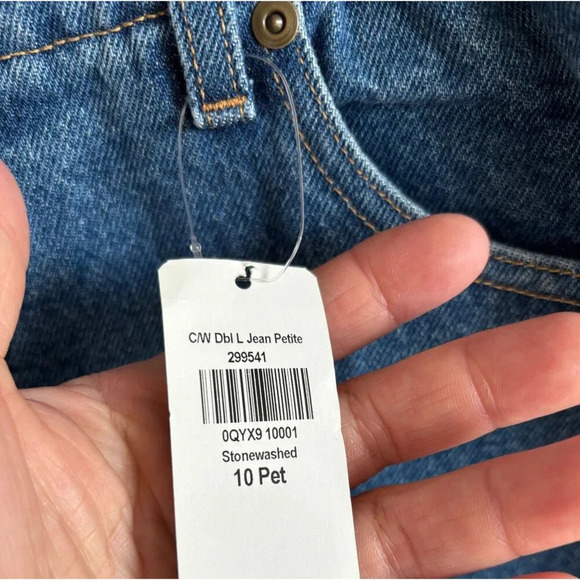 C/W Dbl L Jean Petite
299541
0QYX9 10001
Stonewashed
10 Pet